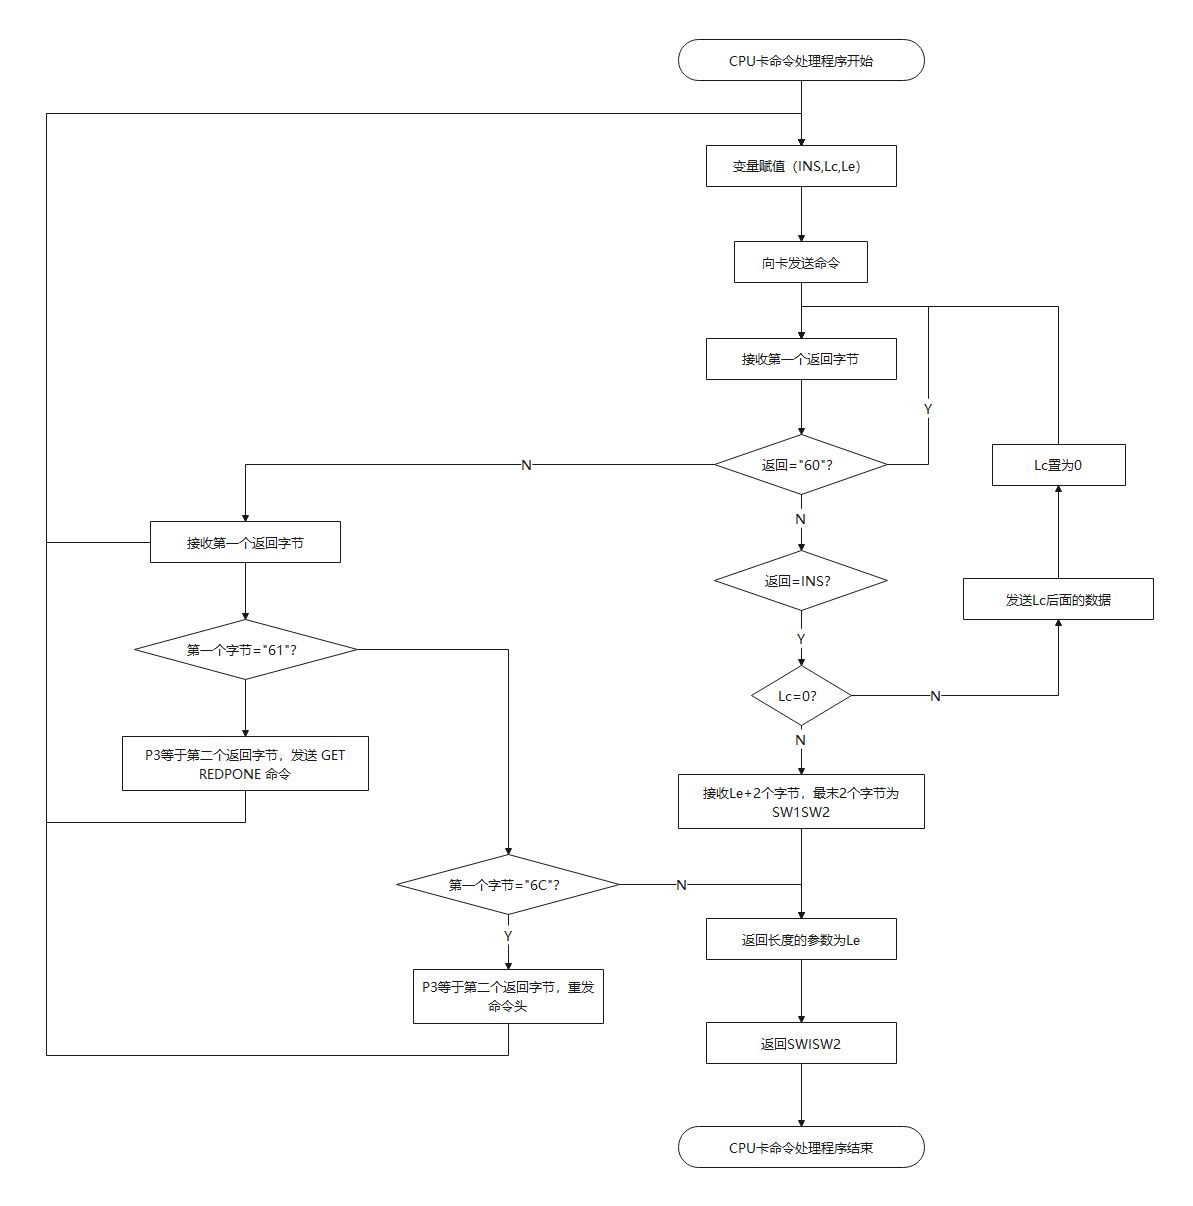 CPU卡命令处理程序开始
变量赋值（INS,Lc,Le）
向卡发送命令
接收第一个返回字节
Y
返回="60"?
N
Lc置为0
N
接收第一个返回字节
返回=INS?
发送Lc后面的数据
Y
第一个字节="61"?
Lc=0?
N
N
P3等于第二个返回字节，发送 GET
REDPONE 命令
接收Le+2个字节，最末2个字节为
SW1SW2
第一个字节="6C"?
N
Y
返回长度的参数为Le
P3等于第二个返回字节，重发
命令头
返回SWISW2
CPU卡命令处理程序结束